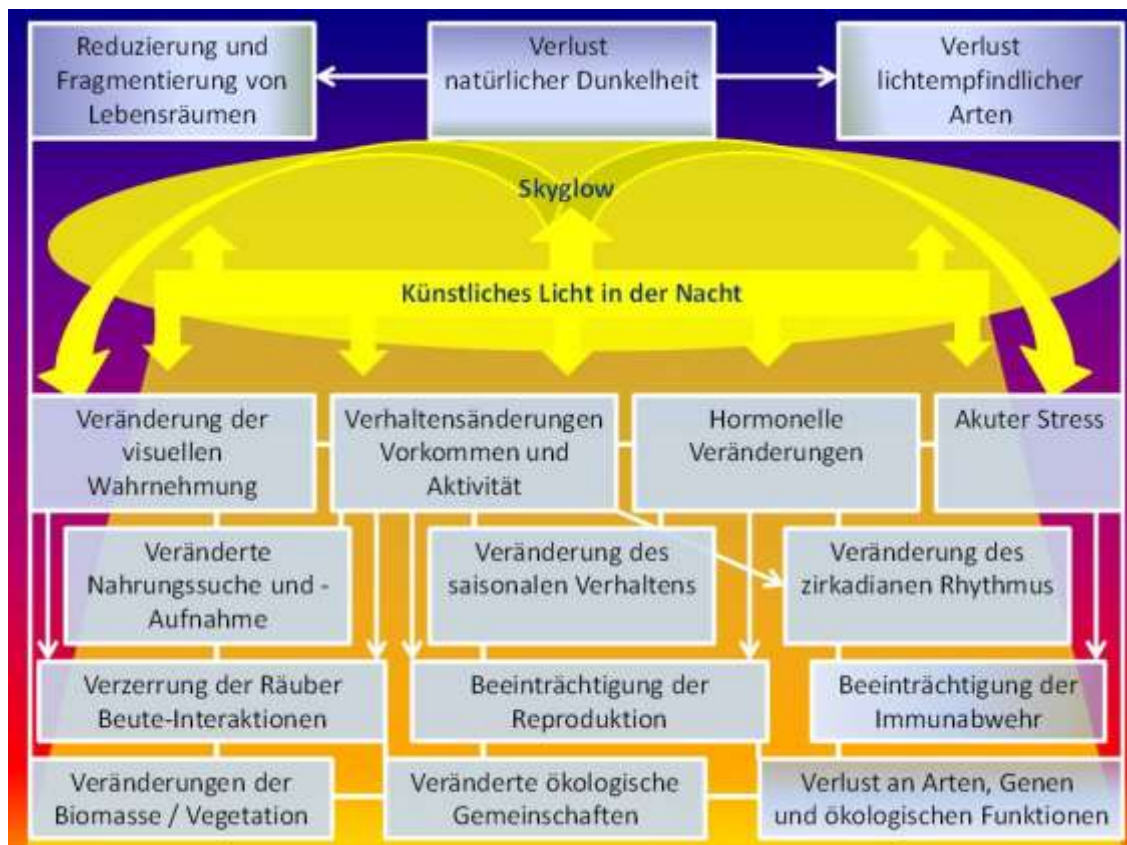 Reduzierung und
Fragmentierung von
Lebensräumen
Verlust
natürlicher Dunkelheit
Verlust
lichtempfindlicher
Arten
Skyglow
Künstliches Licht in der Nacht
Veränderung der
visuellen
Wahrnehmung
Verhaltensänderungen
Vorkommen und
Aktivität
Hormonelle
Veränderungen
Akuter Stress
Veränderte
Nahrungssuche und -
Aufnahme
Veränderung des
saisonalen Verhaltens
Veränderung des
zirkadianen Rhythmus
Verzerrung der Räuber
Beute-Interaktionen
Beeinträchtigung der
Reproduktion
Beeinträchtigung der
Immunabwehr
Veränderungen der
Biomasse / Vegetation
Veränderte ökologische
Gemeinschaften
Verlust an Arten, Genen
und ökologischen Funktionen